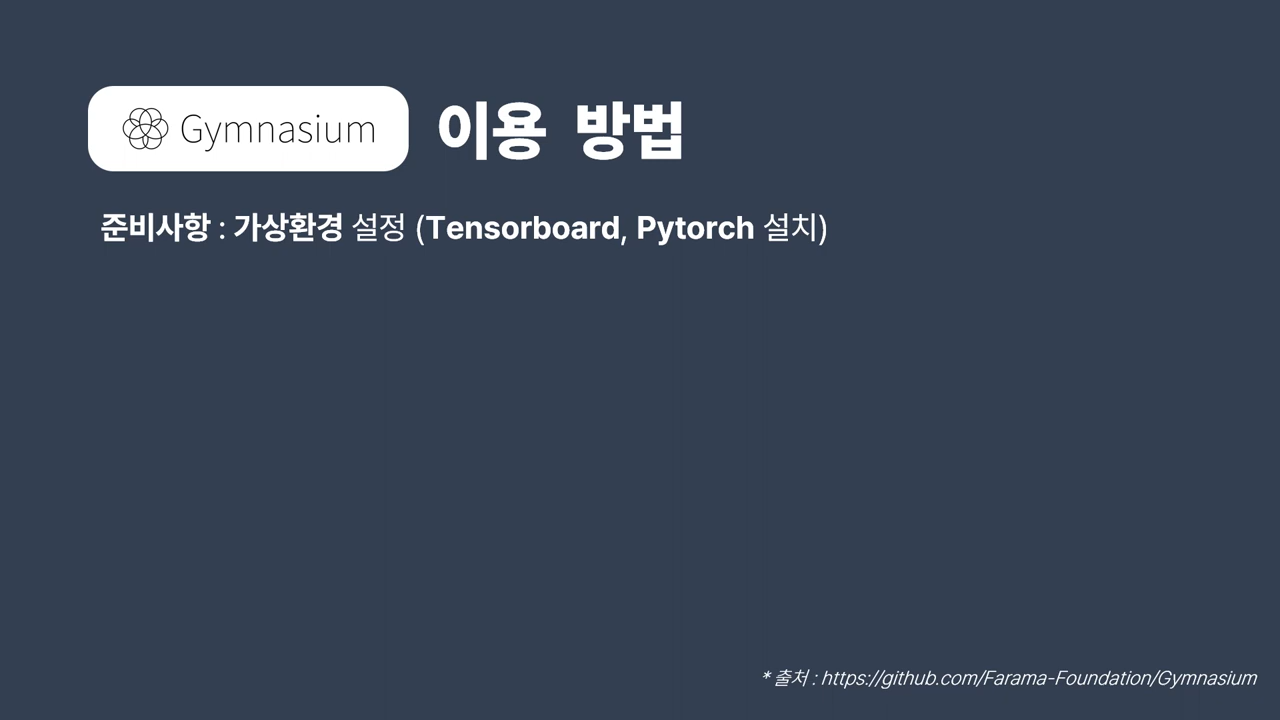 Gymnasium 이용 방법
준비사항 : 가상환경 설정 (Tensorboard, Pytorch 설치)
* 출처 : https://github.com/Farama-Foundation/Gymnasium